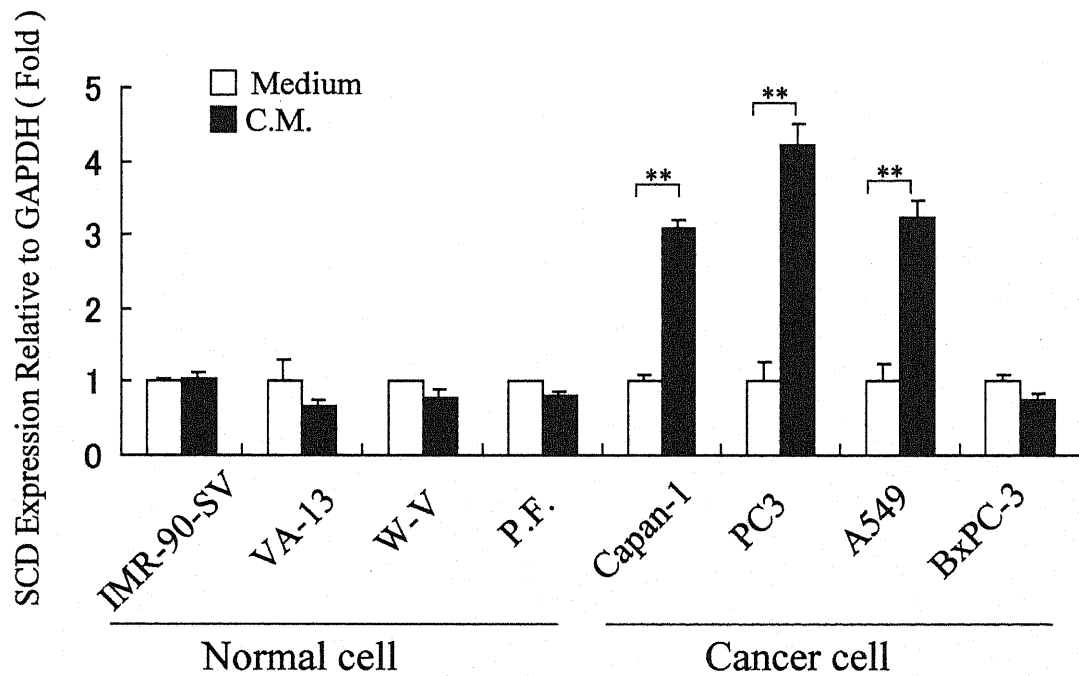 SCD Expression Relative to GAPDH ( Fold )
Medium
C.M.
5
4
3
2
1
0
**
**
**
IMR-90-SV
VA-13
W-V
P.F.
Capan-1
PC3
A549
BxPC-3
Normal cell
Cancer cell